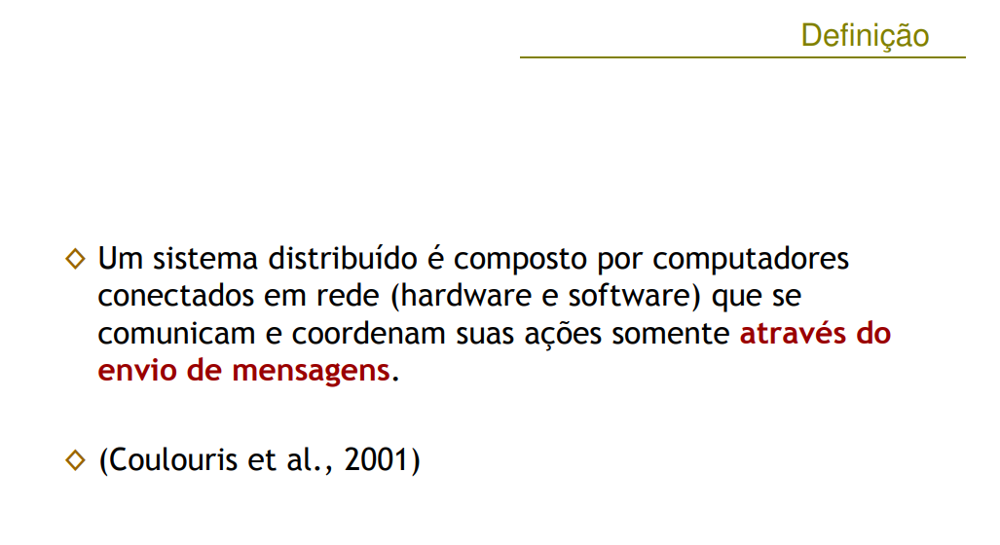 Definição
Um sistema distribuído é composto por computadores
conectados em rede (hardware e software) que se
comunicam e coordenam suas ações somente através do
envio de mensagens.
(Coulouris et al., 2001)